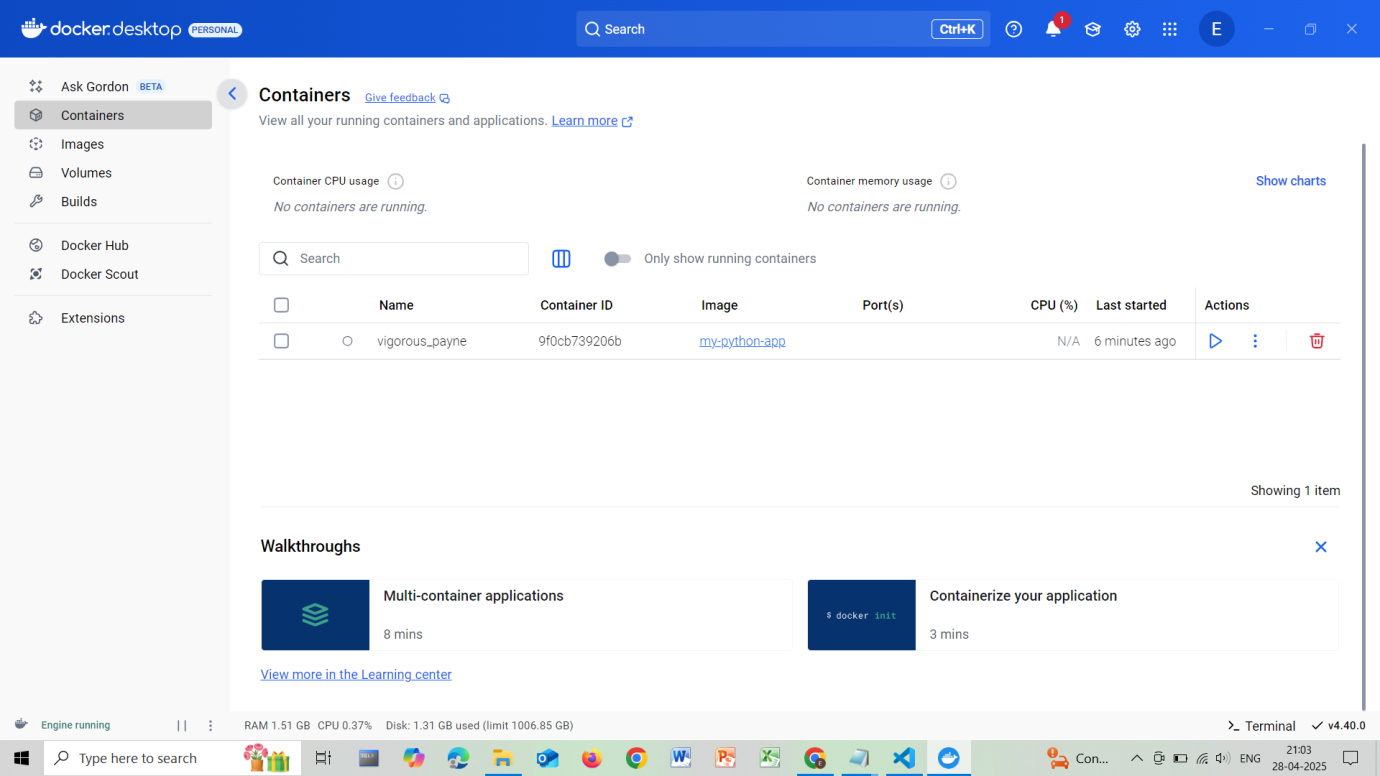 docker.desktop PERSONAL
Search
Ctrl+K
1
E
Ask Gordon BETA
Containers
Images
Volumes
Builds
Docker Hub
Docker Scout
Extensions
Containers Give feedback
View all your running containers and applications. Learn more
Container CPU usage
No containers are running.
Container memory usage
No containers are running.
Show charts
Search
Only show running containers
Name Container ID Image Port(s) CPU (%) Last started Actions
vigorous_payne 9f0cb739206b my-python-app N/A 6 minutes ago
Showing 1 item
Walkthroughs
Multi-container applications
8 mins
$ docker init
Containerize your application
3 mins
View more in the Learning center
Engine running
RAM 1.51 GB CPU 0.37% Disk: 1.31 GB used (limit 1006.85 GB)
Terminal
v4.40.0
Type here to search
Con...
ENG
21:03
28-04-2025